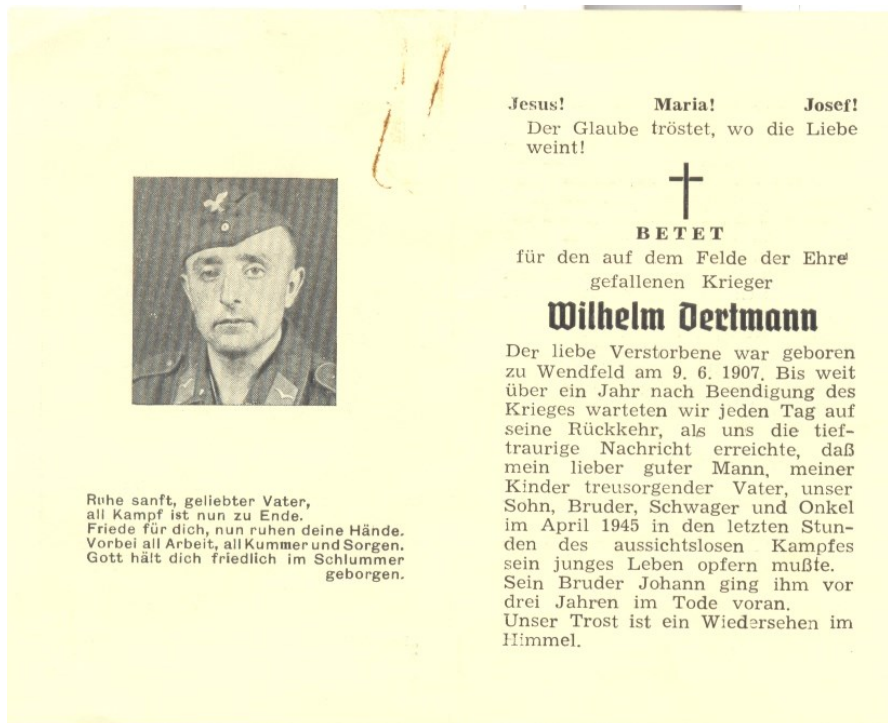 Ruhe sanft, geliebter Vater,
all Kampf ist nun zu Ende.
Friede für dich, nun ruhen deine Hände.
Vorbei all Arbeit, all Kummer und Sorgen.
Gott hält dich friedlich im Schlummer
geborgen.
Jesus! Maria! Josef!
Der Glaube tröstet, wo die Liebe
weint!
BETET
für den auf dem Felde der Ehre
gefallenen Krieger
Wilhelm Oertmann
Der liebe Verstorbene war geboren
zu Wendfeld am 9. 6. 1907. Bis weit
über ein Jahr nach Beendigung des
Krieges warteten wir jeden Tag auf
seine Rückkehr, als uns die tief-
traurige Nachricht erreichte, daß
mein lieber guter Mann, meiner
Kinder treusorgender Vater, unser
Sohn, Bruder, Schwager und Onkel
im April 1945 in den letzten Stun-
den des aussichtslosen Kampfes
sein junges Leben opfern mußte.
Sein Bruder Johann ging ihm vor
drei Jahren im Tode voran.
Unser Trost ist ein Wiedersehen im
Himmel.